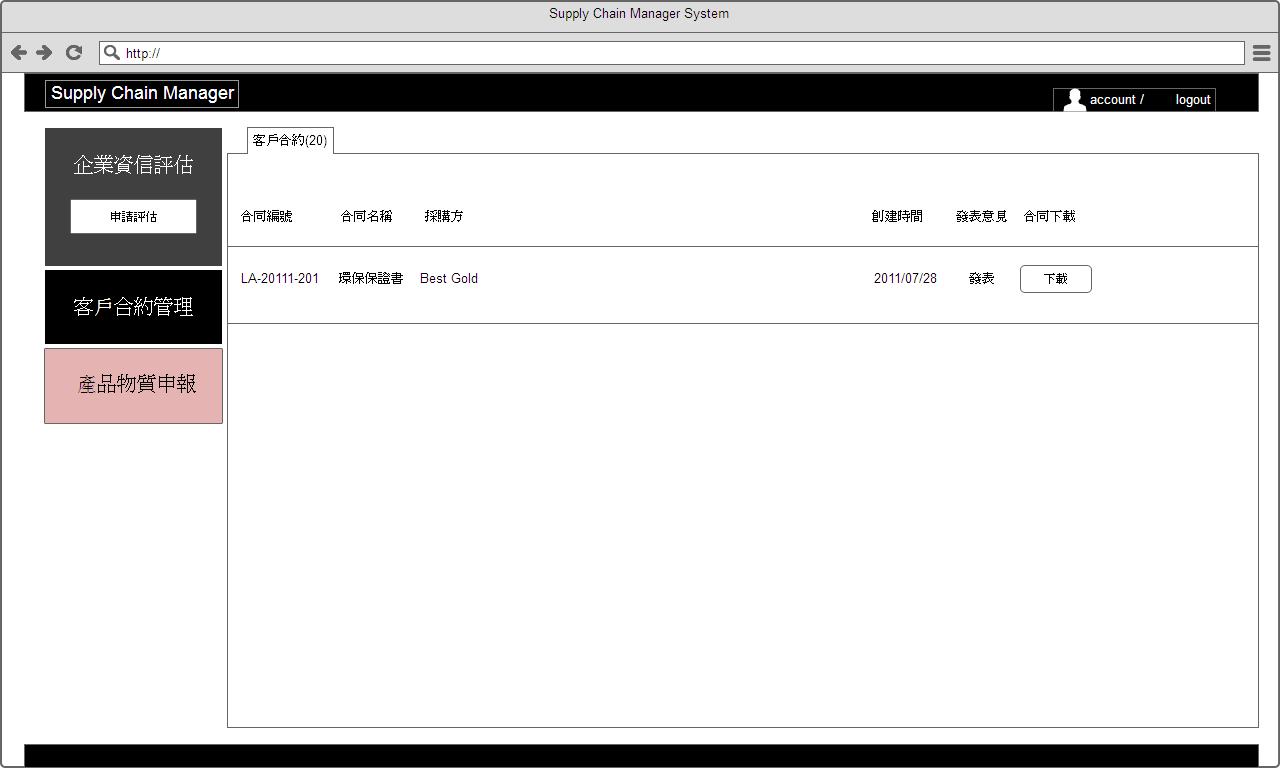 Supply Chain Manager System
http://
Supply Chain Manager
account /
logout
企業資信評估
申請評估
客戶合約管理
產品物質申報
客戶合約(20)
合同編號 合同名稱 採購方 創建時間 發表意見 合同下載
LA-20111-201 環保保證書 Best Gold 2011/07/28 發表 下載